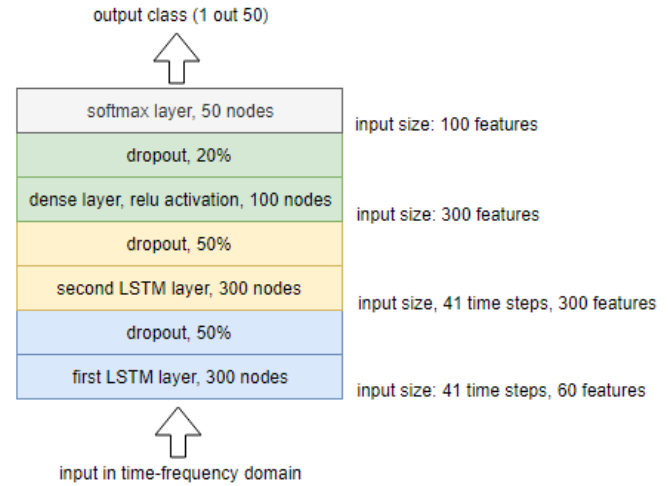 output class (1 out 50)
softmax layer, 50 nodes
input size: 100 features
dropout, 20%
dense layer, relu activation, 100 nodes
input size: 300 features
dropout, 50%
second LSTM layer, 300 nodes
input size, 41 time steps, 300 features
dropout, 50%
first LSTM layer, 300 nodes
input size: 41 time steps, 60 features
input in time-frequency domain